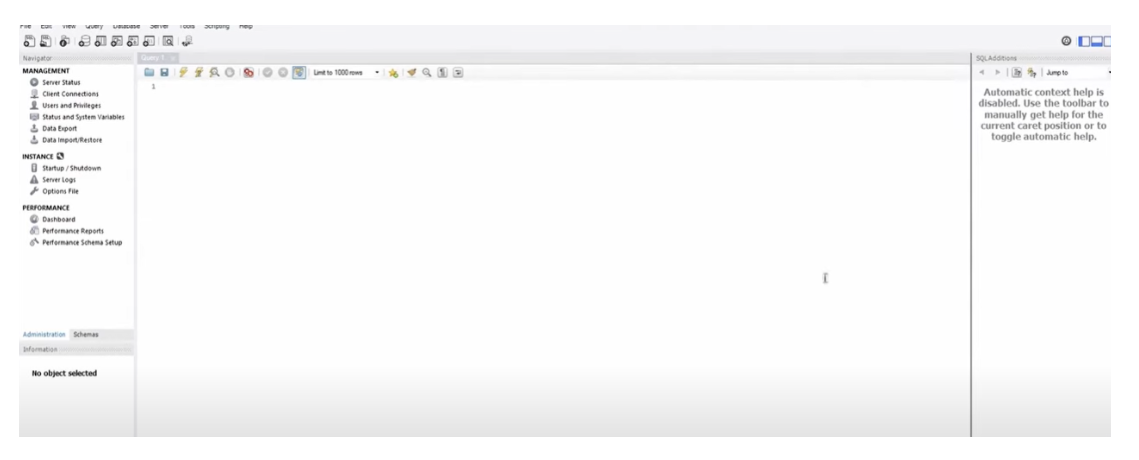 File Edit View Query Database Server Tools Scripting Help
Navigator
MANAGEMENT
Server Status
Client Connections
Users and Privileges
Status and System Variables
Data Export
Data Import/Restore
INSTANCE
Startup / Shutdown
Server Logs
Options File
PERFORMANCE
Dashboard
Performance Reports
Performance Schema Setup
Administration Schemas
Information
No object selected
Query 1
Limit to 1000 rows
1
SQLAdditions
Jump to
Automatic context help is
disabled. Use the toolbar to
manually get help for the
current caret position or to
toggle automatic help.